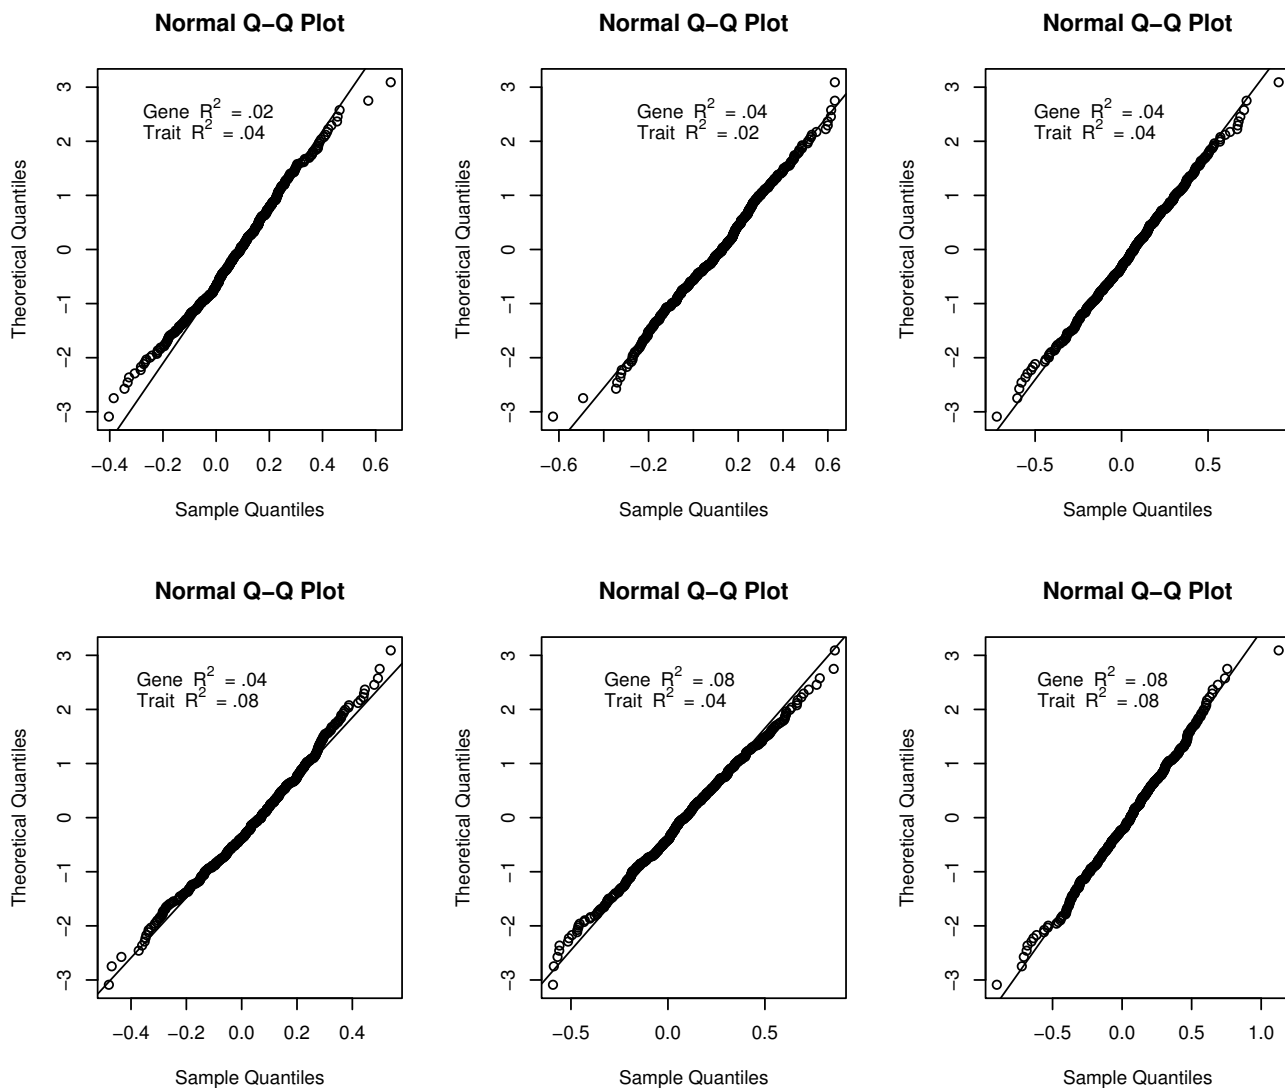 Normal Q−Q Plot
Gene R² = .02
Trait R² = .04
Theoretical Quantiles
−3 −2 −1 0 1 2 3
−0.4 −0.2 0.0 0.2 0.4 0.6
Sample Quantiles
Normal Q−Q Plot
Gene R² = .04
Trait R² = .02
Theoretical Quantiles
−3 −2 −1 0 1 2 3
−0.6 −0.2 0.2 0.4 0.6
Sample Quantiles
Normal Q−Q Plot
Gene R² = .04
Trait R² = .04
Theoretical Quantiles
−3 −2 −1 0 1 2 3
−0.5 0.0 0.5
Sample Quantiles
Normal Q−Q Plot
Gene R² = .04
Trait R² = .08
Theoretical Quantiles
−3 −2 −1 0 1 2 3
−0.4 −0.2 0.0 0.2 0.4
Sample Quantiles
Normal Q−Q Plot
Gene R² = .08
Trait R² = .04
Theoretical Quantiles
−3 −2 −1 0 1 2 3
−0.5 0.0 0.5
Sample Quantiles
Normal Q−Q Plot
Gene R² = .08
Trait R² = .08
Theoretical Quantiles
−3 −2 −1 0 1 2 3
−0.5 0.0 0.5 1.0
Sample Quantiles